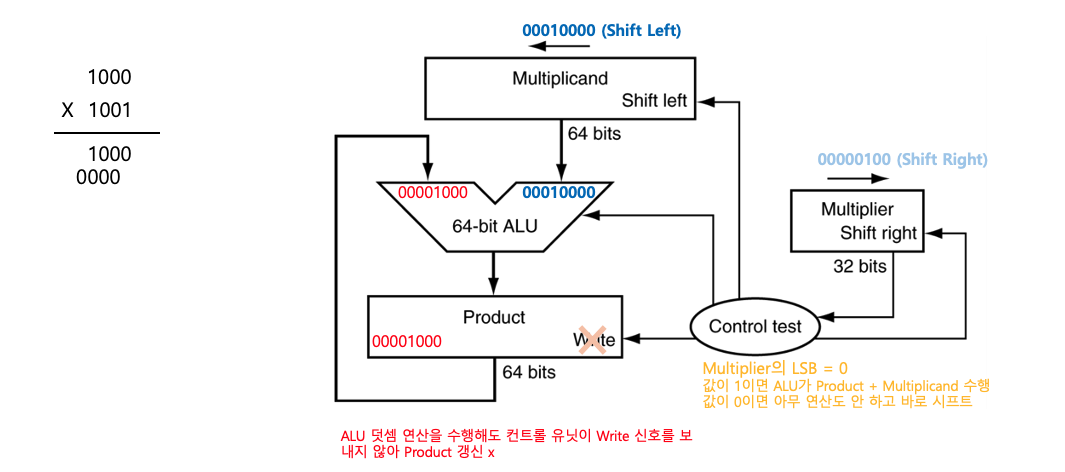 00010000 (Shift Left)
1000
X 1001
1000
0000
Multiplicand
Shift left
64 bits
00001000
00010000
64-bit ALU
00000100 (Shift Right)
Multiplier
Shift right
32 bits
Product
00001000
Write
64 bits
Control test
Multiplier의 LSB = 0
값이 1이면 ALU가 Product + Multiplicand 수행
값이 0이면 아무 연산도 안 하고 바로 시프트
ALU 덧셈 연산을 수행해도 컨트롤 유닛이 Write 신호를 보
내지 않아 Product 갱신 x